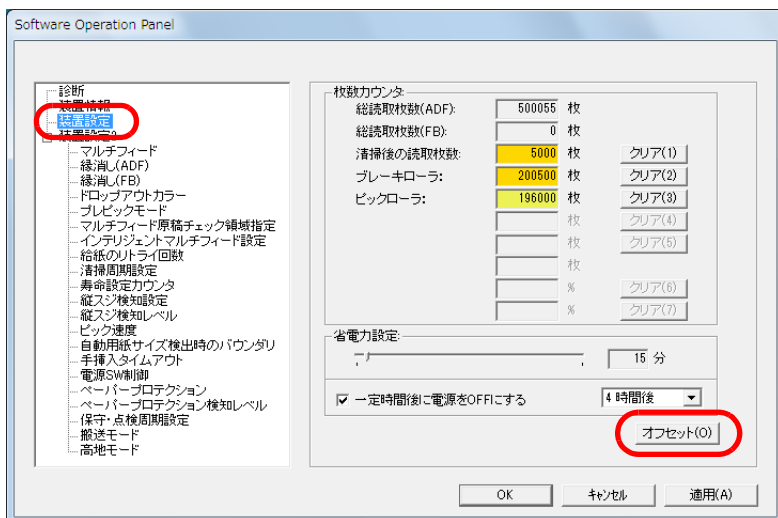 Software Operation Panel
診断
装置情報
装置設定
装置設定2
マルチフィード
縁消し(ADF)
縁消し(FB)
ドロップアウトカラー
プレピックモード
マルチフィード原稿チェック領域指定
インテリジェントマルチフィード設定
給紙のリトライ回数
清掃周期設定
寿命設定カウンタ
縦スジ検知設定
縦スジ検知レベル
ピック速度
自動用紙サイズ検出時のバウンダリ
手挿入タイムアウト
電源SW制御
ペーパープロテクション
ペーパープロテクション検知レベル
保守・点検周期設定
搬送モード
高地モード
枚数カウンタ
総読取枚数(ADF): 500055 枚
総読取枚数(FB): 0 枚
清掃後の読取枚数: 5000 枚 クリア(1)
ブレーキローラ: 200500 枚 クリア(2)
ピックローラ: 196000 枚 クリア(3)
枚 クリア(4)
枚 クリア(5)
枚
% クリア(6)
% クリア(7)
省電力設定:
15 分
一定時間後に電源をOFFにする 4時間後
オフセット(O)
OK キャンセル 適用(A)